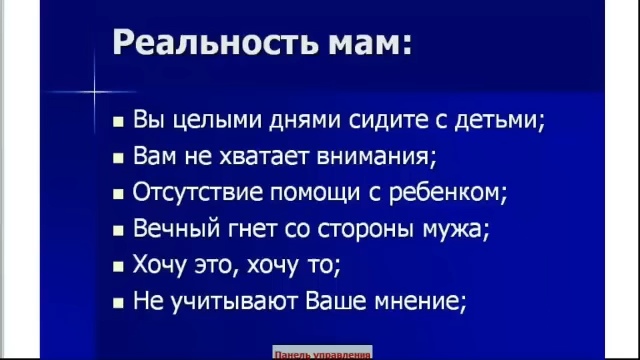 Реальность мам:
Вы целыми днями сидите с детьми;
Вам не хватает внимания;
Отсутствие помощи с ребенком;
Вечный гнет со стороны мужа;
Хочу это, хочу то;
Не учитывают Ваше мнение;
Панель управления